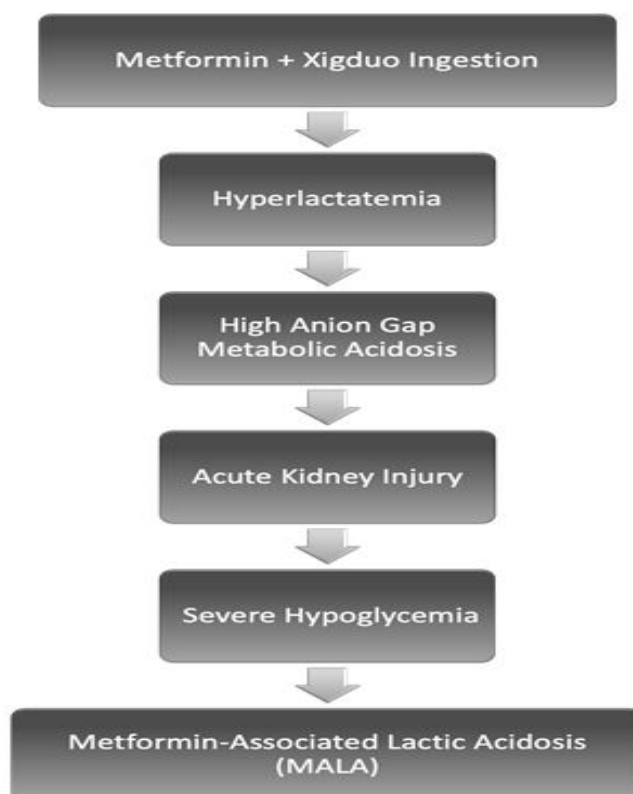 Metformin + Xigduo Ingestion
Hyperlactatemia
High Anion Gap
Metabolic Acidosis
Acute Kidney Injury
Severe Hypoglycemia
Metformin-Associated Lactic Acidosis
(MALA)